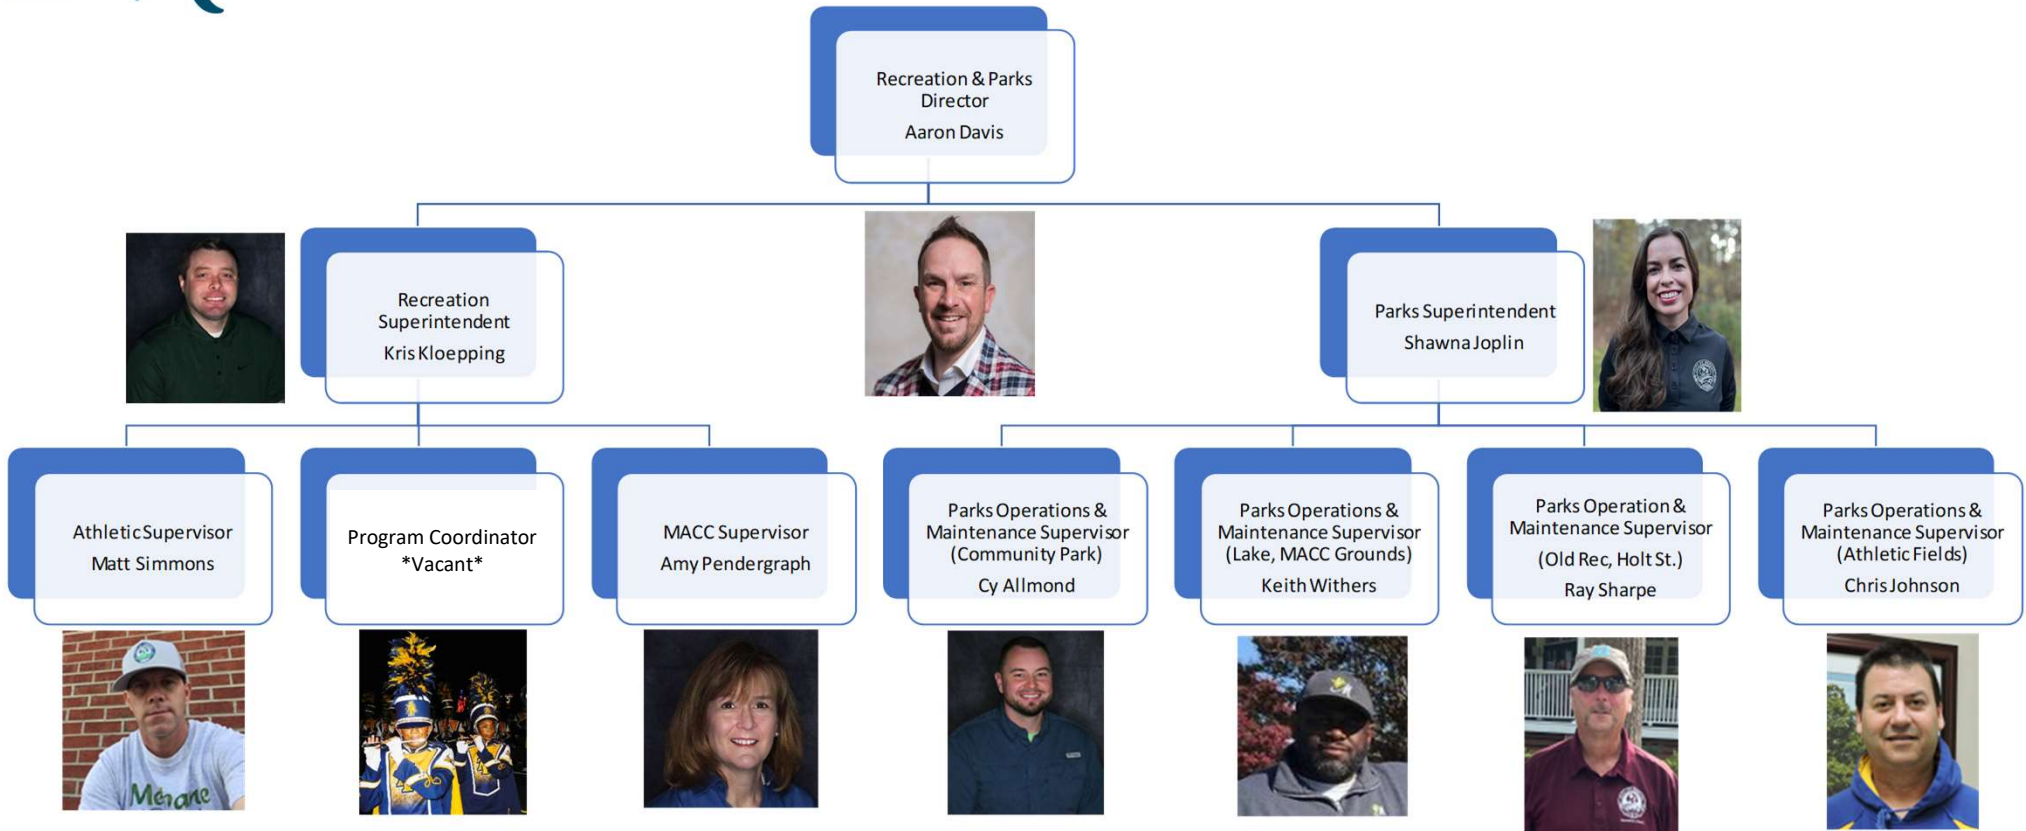 Recreation & Parks
Director
Aaron Davis
Recreation
Superintendent
Kris Kloepping
Parks Superintendent
Shawna Joplin
Athletic Supervisor
Matt Simmons
Program Coordinator
*Vacant*
MACC Supervisor
Amy Pendergraph
Parks Operations &
Maintenance Supervisor
(Community Park)
Cy Allmond
Parks Operations &
Maintenance Supervisor
(Lake, MACC Grounds)
Keith Withers
Parks Operation &
Maintenance Supervisor
(Old Rec, Holt St.)
Ray Sharpe
Parks Operations &
Maintenance Supervisor
(Athletic Fields)
Chris Johnson